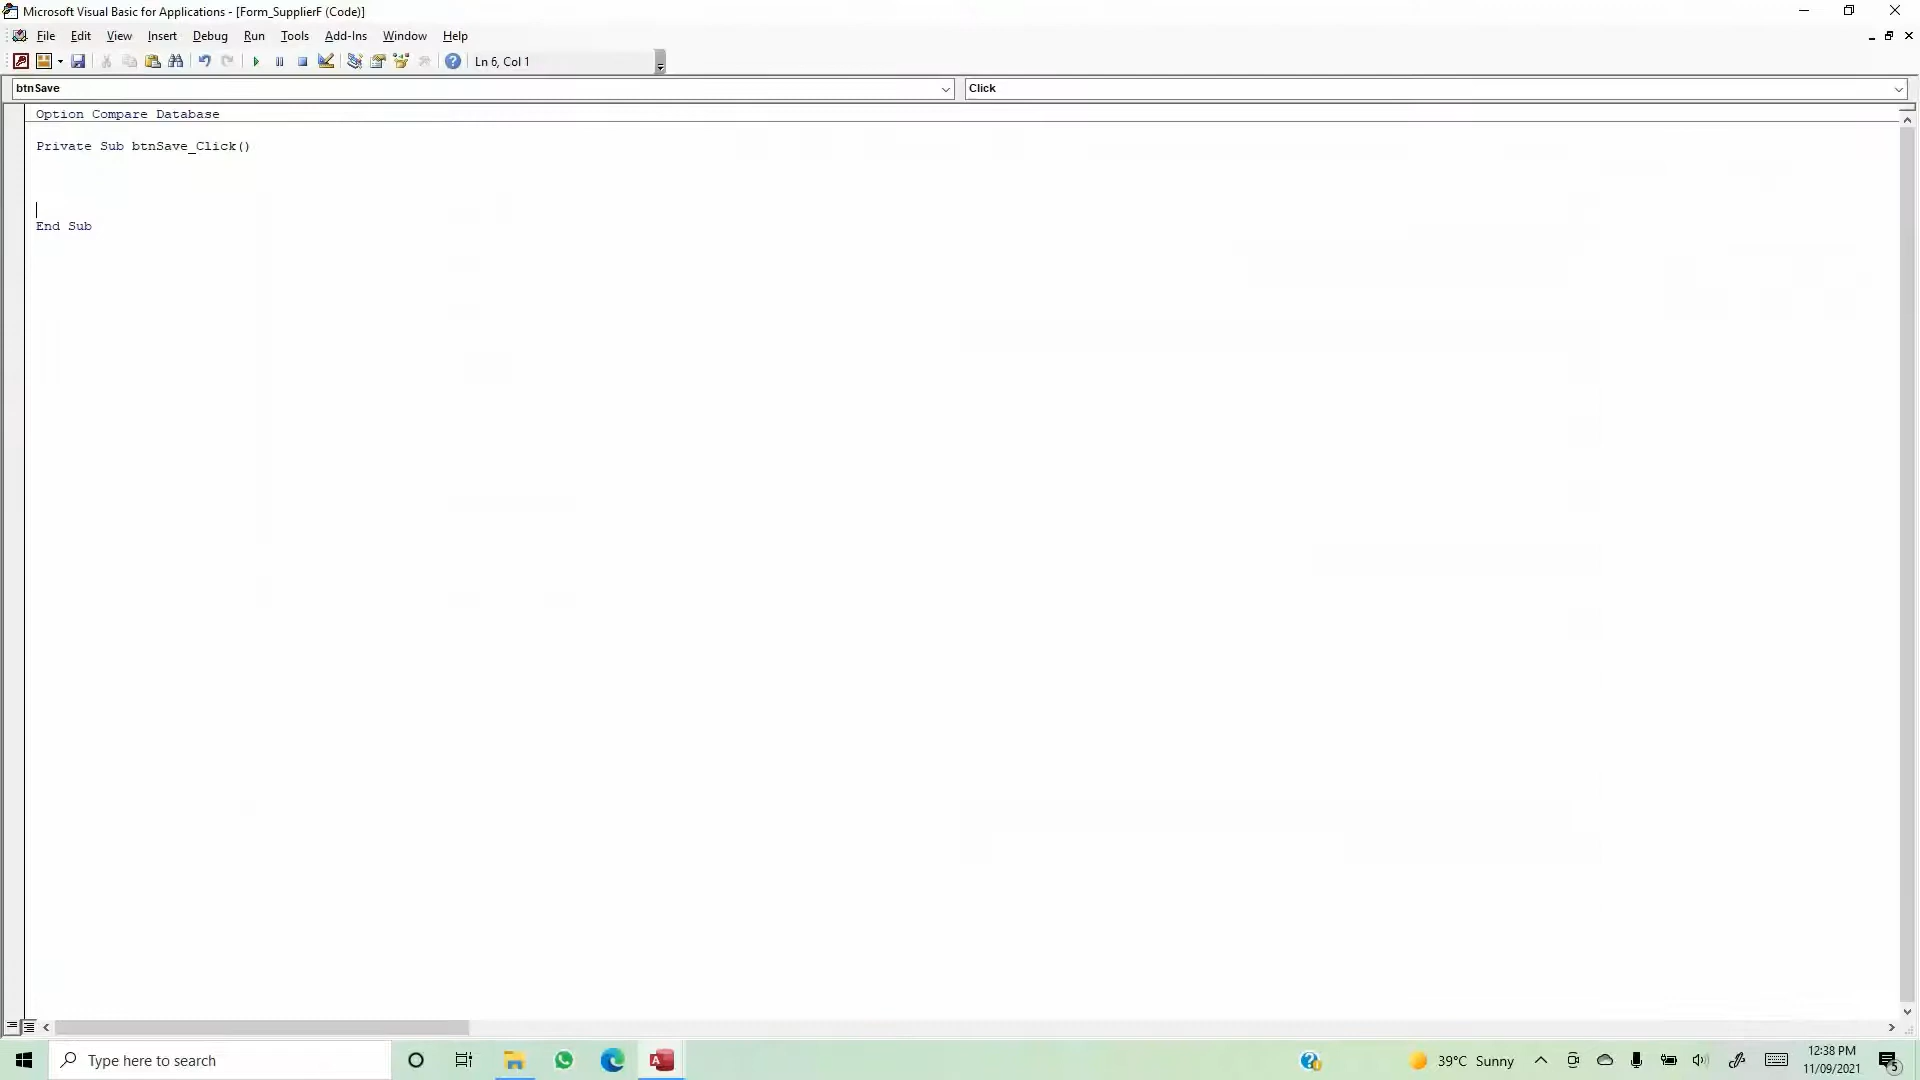 Microsoft Visual Basic for Applications - [Form_SupplierF (Code)]
File Edit View Insert Debug Run Tools Add-Ins Window Help
Ln 6, Col 1
btnSave Click
Option Compare Database
Private Sub btnSave_Click()
End Sub
Type here to search
39°C Sunny
12:38 PM
11/09/2021
5